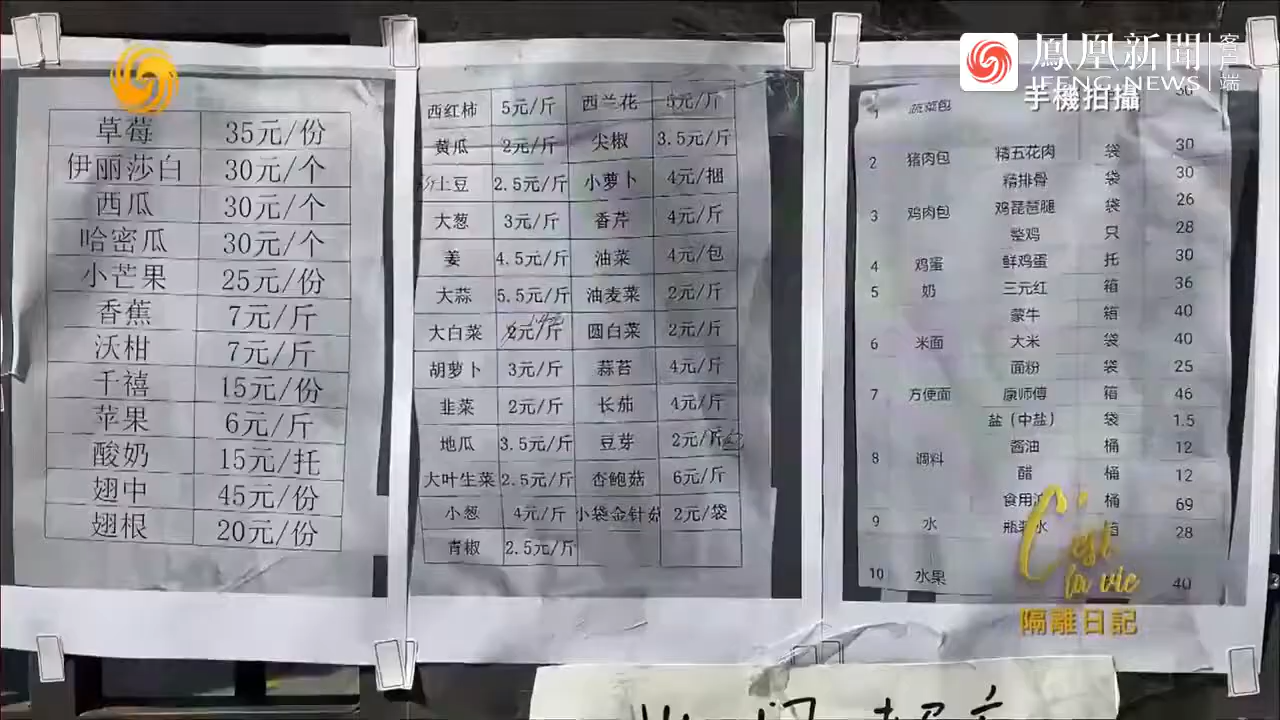 鳳凰新聞 客户端
IFENG NEWS
手機拍攝
草莓 35元/份
伊丽莎白 30元/个
西瓜 30元/个
哈密瓜 30元/个
小芒果 25元/份
香蕉 7元/斤
沃柑 7元/斤
千禧 15元/份
苹果 6元/斤
酸奶 15元/托
翅中 45元/份
翅根 20元/份
西红柿 5元/斤 西兰花 5元/斤
黄瓜 2元/斤 尖椒 3.5元/斤
土豆 2.5元/斤 小萝卜 4元/捆
大葱 3元/斤 香芹 4元/斤
姜 4.5元/斤 油菜 4元/包
大蒜 5.5元/斤 油麦菜 2元/斤
大白菜 2元/斤 圆白菜 2元/斤
胡萝卜 3元/斤 蒜苔 4元/斤
韭菜 2元/斤 长茄 4元/斤
地瓜 3.5元/斤 豆芽 2元/斤
大叶生菜 2.5元/斤 杏鲍菇 6元/斤
小葱 4元/斤 小袋金针菇 2元/袋
青椒 2.5元/斤
1 蔬菜包
2 猪肉包 精五花肉 袋 30
精排骨 袋 30
3 鸡肉包 鸡琵琶腿 袋 26
整鸡 只 28
4 鸡蛋 鲜鸡蛋 托 30
5 奶 三元红 箱 36
蒙牛 箱 40
6 米面 大米 袋 40
面粉 袋 25
7 方便面 康师傅 箱 46
盐（中盐） 袋 1.5
8 调料 酱油 桶 12
醋 桶 12
食用油 桶 69
9 水 瓶装水 箱 28
10 水果 40
C'est
la vie
隔離日記